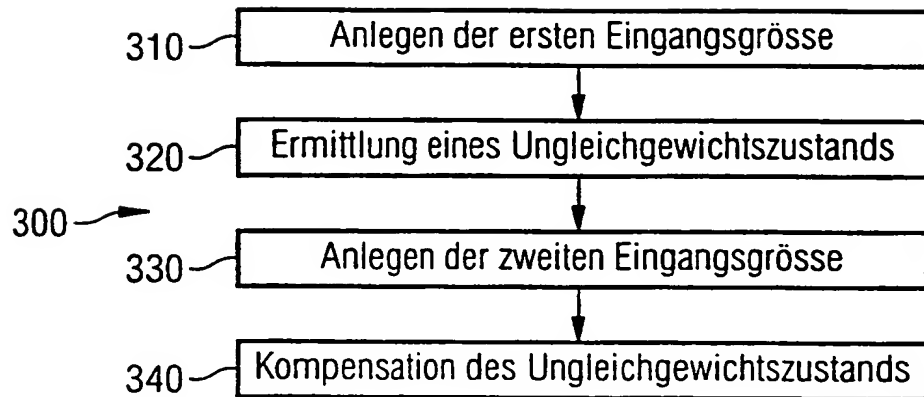 310 Anlegen der ersten Eingangsgrösse
320 Ermittlung eines Ungleichgewichtszustands
300
330 Anlegen der zweiten Eingangsgrösse
340 Kompensation des Ungleichgewichtszustands